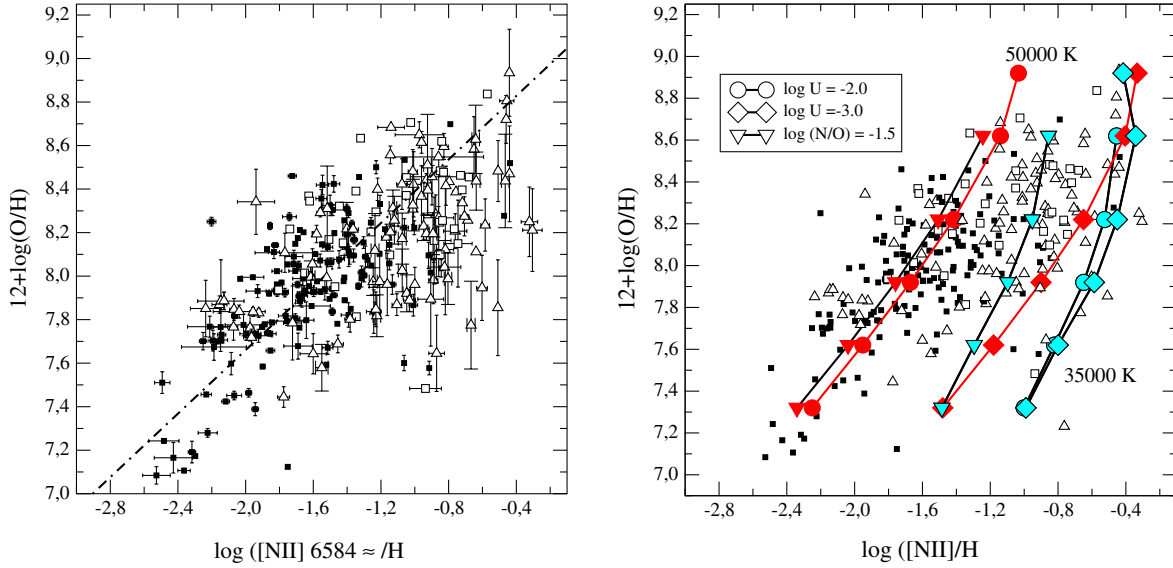 9,2
9,0
8,8
8,6
8,4
8,2
8,0
7,8
7,6
7,4
7,2
7,0
12+log(O/H)
-2,8 -2,4 -2,0 -1,6 -1,2 -0,8 -0,4
log ([NII] 6584 ≈ /H
9,2
9,0
8,8
8,6
8,4
8,2
8,0
7,8
7,6
7,4
7,2
7,0
12+log(O/H)
50000 K
log U = -2.0
log U = -3.0
log (N/O) = -1.5
35000 K
-2,8 -2,4 -2,0 -1,6 -1,2 -0,8 -0,4
log ([NII]/H